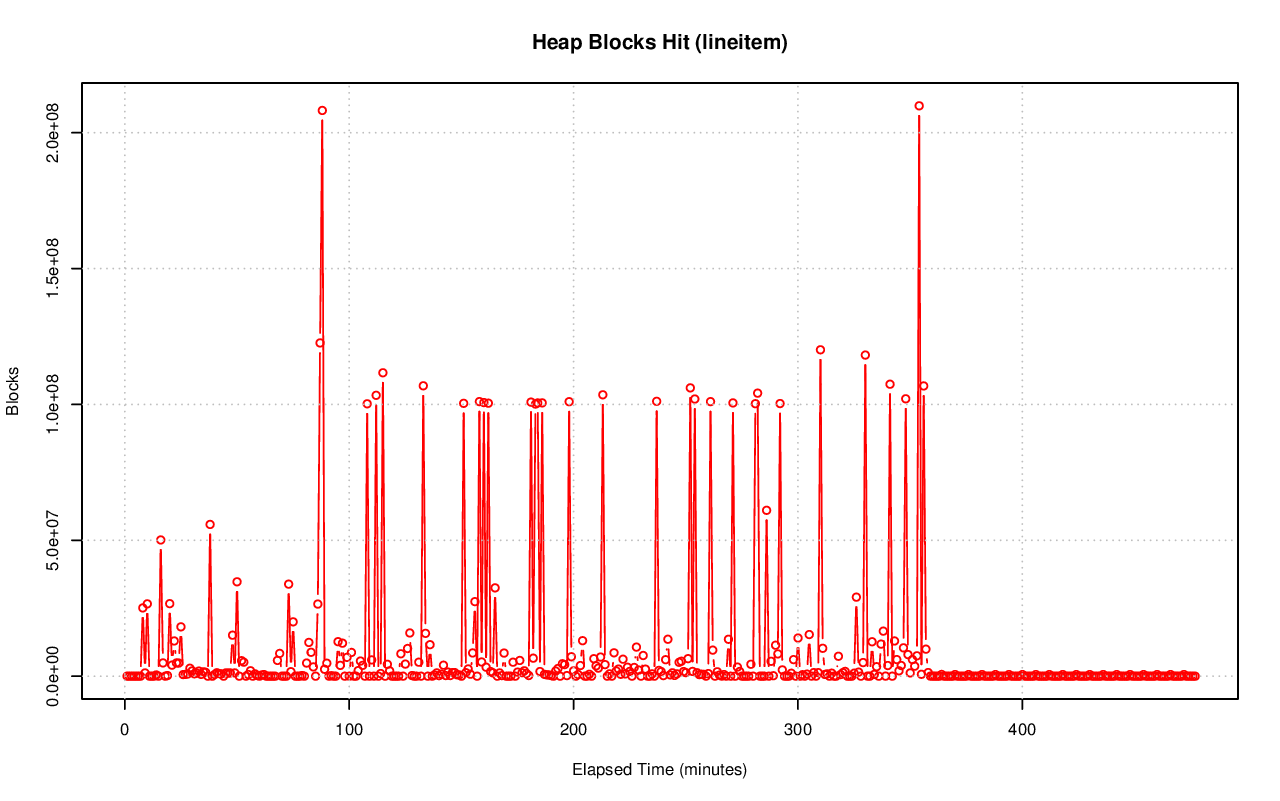 Heap Blocks Hit (lineitem)
Blocks
2.0e+08
1.5e+08
1.0e+08
5.0e+07
0.0e+00
0 100 200 300 400
Elapsed Time (minutes)